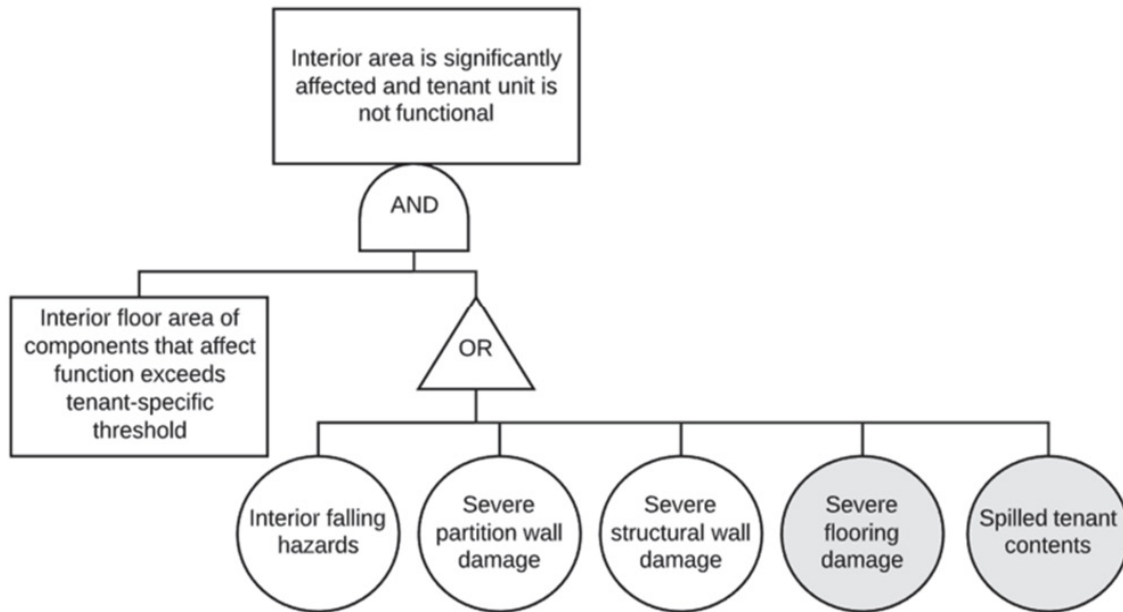 Interior area is significantly
affected and tenant unit is
not functional
AND
Interior floor area of
components that affect
function exceeds
tenant-specific
threshold
OR
Interior falling
hazards
Severe
partition wall
damage
Severe
structural wall
damage
Severe
flooring
damage
Spilled tenant
contents